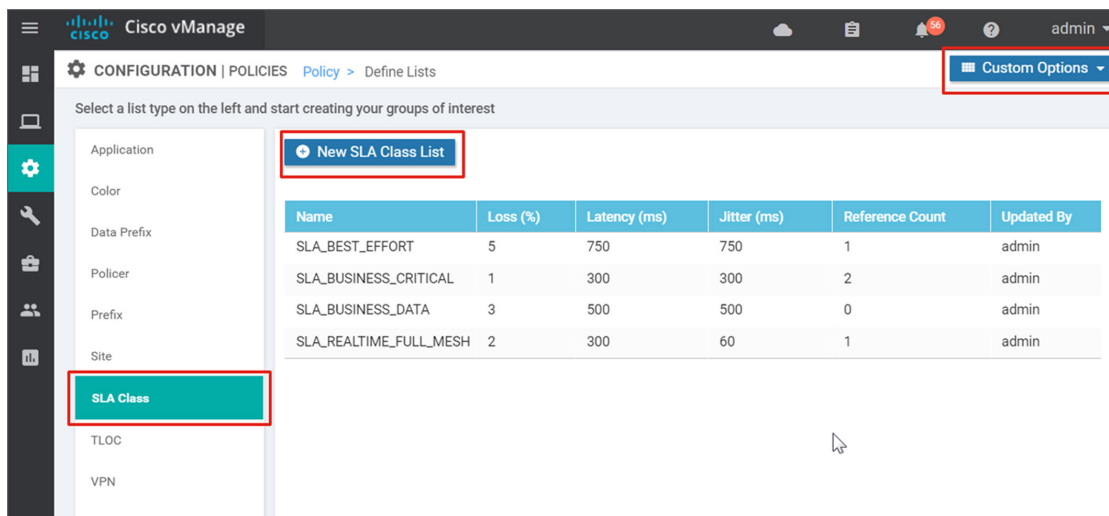 CISCO Cisco vManage 56 admin
CONFIGURATION | POLICIES Policy > Define Lists Custom Options
Select a list type on the left and start creating your groups of interest
Application
Color
Data Prefix
Policer
Prefix
Site
SLA Class
TLOC
VPN
New SLA Class List
Name Loss (%) Latency (ms) Jitter (ms) Reference Count Updated By
SLA_BEST_EFFORT 5 750 750 1 admin
SLA_BUSINESS_CRITICAL 1 300 300 2 admin
SLA_BUSINESS_DATA 3 500 500 0 admin
SLA_REALTIME_FULL_MESH 2 300 60 1 admin